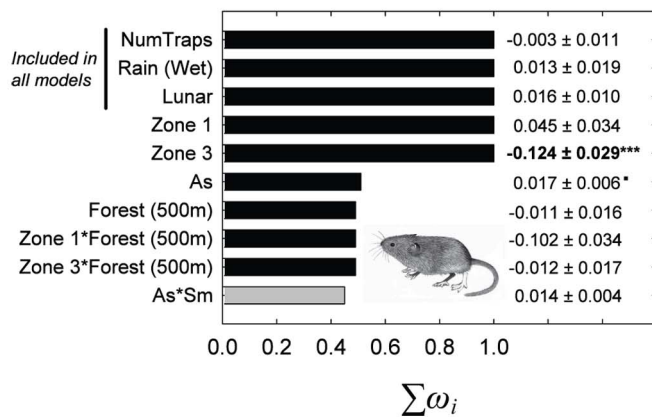 Included in
all models
NumTraps -0.003 ± 0.011
Rain (Wet) 0.013 ± 0.019
Lunar 0.016 ± 0.010
Zone 1 0.045 ± 0.034
Zone 3 -0.124 ± 0.029***
As 0.017 ± 0.006▪
Forest (500m) -0.011 ± 0.016
Zone 1*Forest (500m) -0.102 ± 0.034
Zone 3*Forest (500m) -0.012 ± 0.017
As*Sm 0.014 ± 0.004
0.0 0.2 0.4 0.6 0.8 1.0
∑ωi